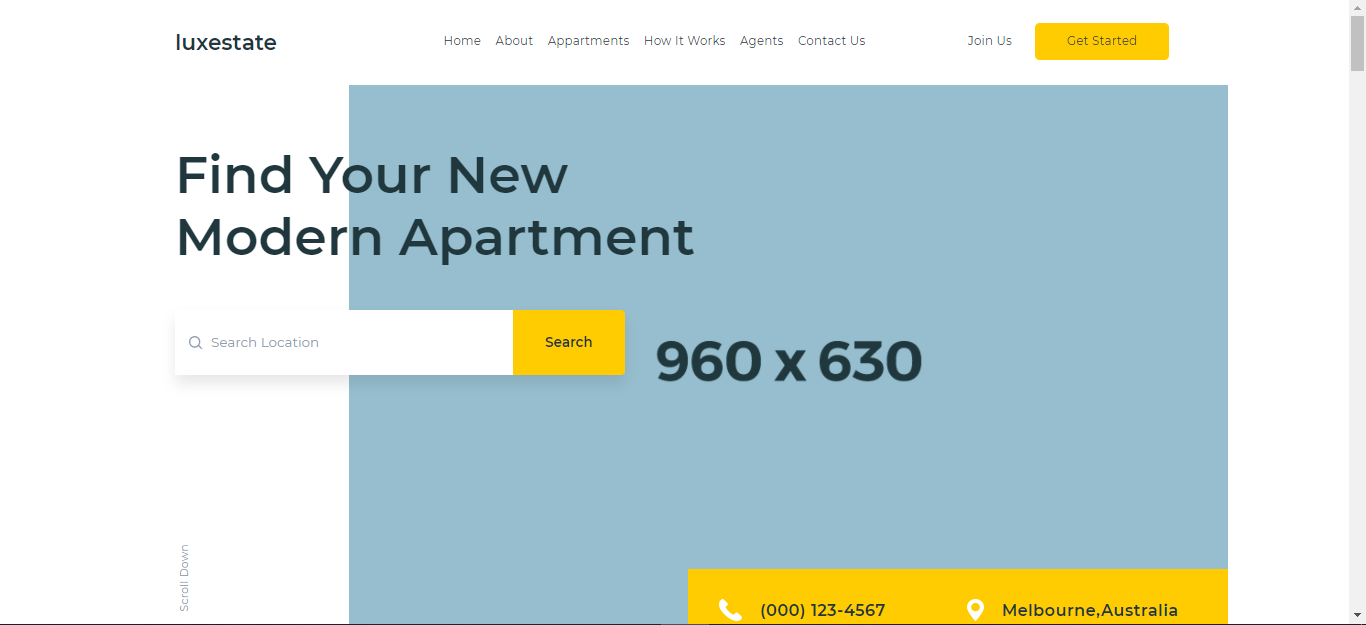 luxestate
Home About Appartments How It Works Agents Contact Us Join Us Get Started
Find Your New
Modern Apartment
Search Location Search
960 x 630
Scroll Down
(000) 123-4567 Melbourne,Australia